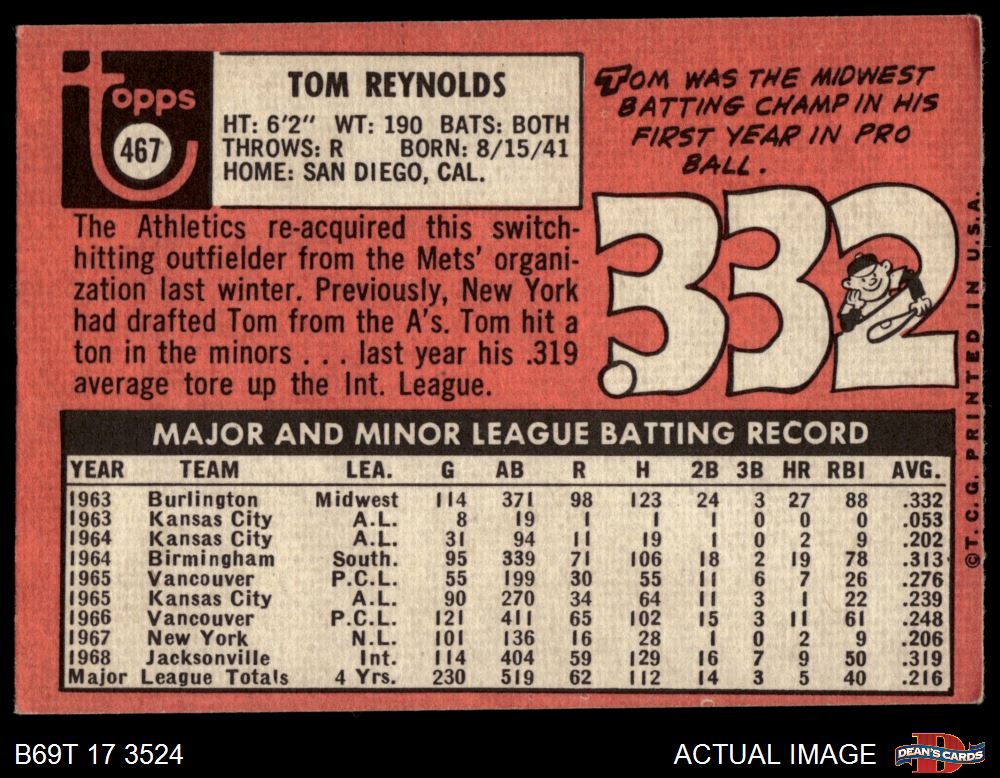 Topps
467
TOM REYNOLDS
HT: 6'2" WT: 190 BATS: BOTH
THROWS: R BORN: 8/15/41
HOME: SAN DIEGO, CAL.
TOM WAS THE MIDWEST
BATTING CHAMP IN HIS
FIRST YEAR IN PRO
BALL.
.332
The Athletics re-acquired this switch-
hitting outfielder from the Mets' organi-
zation last winter. Previously, New York
had drafted Tom from the A's. Tom hit a
ton in the minors . . . last year his .319
average tore up the Int. League.
MAJOR AND MINOR LEAGUE BATTING RECORD
YEAR TEAM LEA. G AB R H 2B 3B HR RBI AVG.
1963 Burlington Midwest 114 371 98 123 24 3 27 88 .332
1963 Kansas City A.L. 8 19 1 1 1 0 0 0 .053
1964 Kansas City A.L. 31 94 11 19 1 0 2 9 .202
1964 Birmingham South. 95 339 71 106 18 2 19 78 .313
1965 Vancouver P.C.L. 55 199 30 55 11 6 7 26 .276
1965 Kansas City A.L. 90 270 34 64 11 3 1 22 .239
1966 Vancouver P.C.L. 121 411 65 102 15 3 11 61 .248
1967 New York N.L. 101 136 16 28 1 0 2 9 .206
1968 Jacksonville Int. 114 404 59 129 16 7 9 50 .319
Major League Totals 4 Yrs. 230 519 62 112 14 3 5 40 .216
©T. C. G. PRINTED IN U.S.A.
B69T 17 3524
ACTUAL IMAGE
D
DEAN'S CARDS